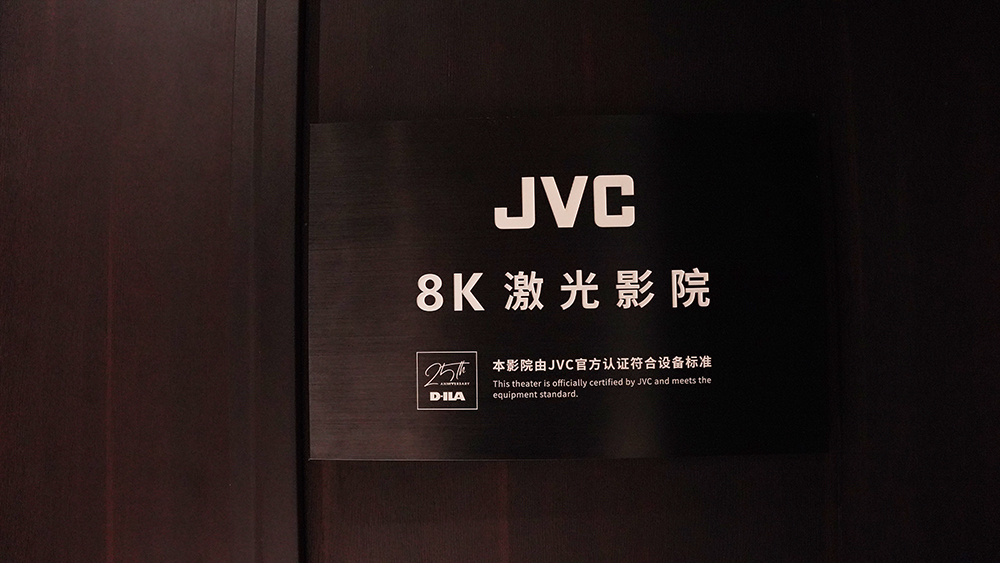 JVC
8K 激光影院
25th
ANNIVERSARY
D-ILA
本影院由JVC官方认证符合设备标准
This theater is officially certified by JVC and meets the
equipment standard.